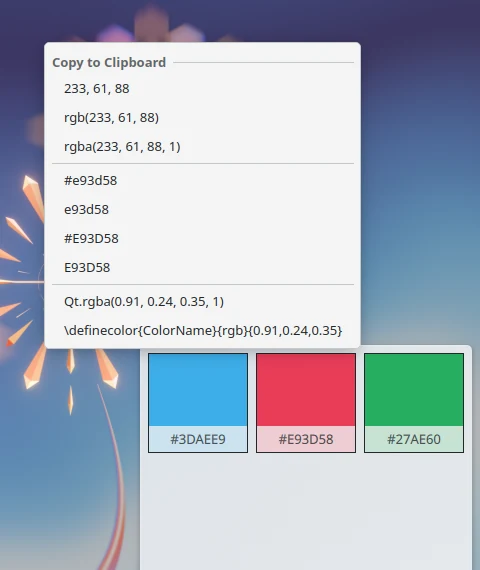 Copy to Clipboard
233, 61, 88
rgb(233, 61, 88)
rgba(233, 61, 88, 1)
#e93d58
e93d58
#E93D58
E93D58
Qt.rgba(0.91, 0.24, 0.35, 1)
\definecolor{ColorName}{rgb}{0.91,0.24,0.35}
#3DAEE9 #E93D58 #27AE60